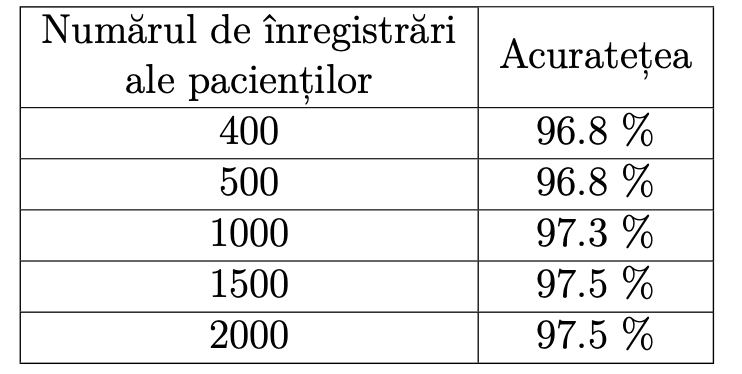 Numărul de înregistrări
ale pacienților
Acuratețea
400 96.8 %
500 96.8 %
1000 97.3 %
1500 97.5 %
2000 97.5 %